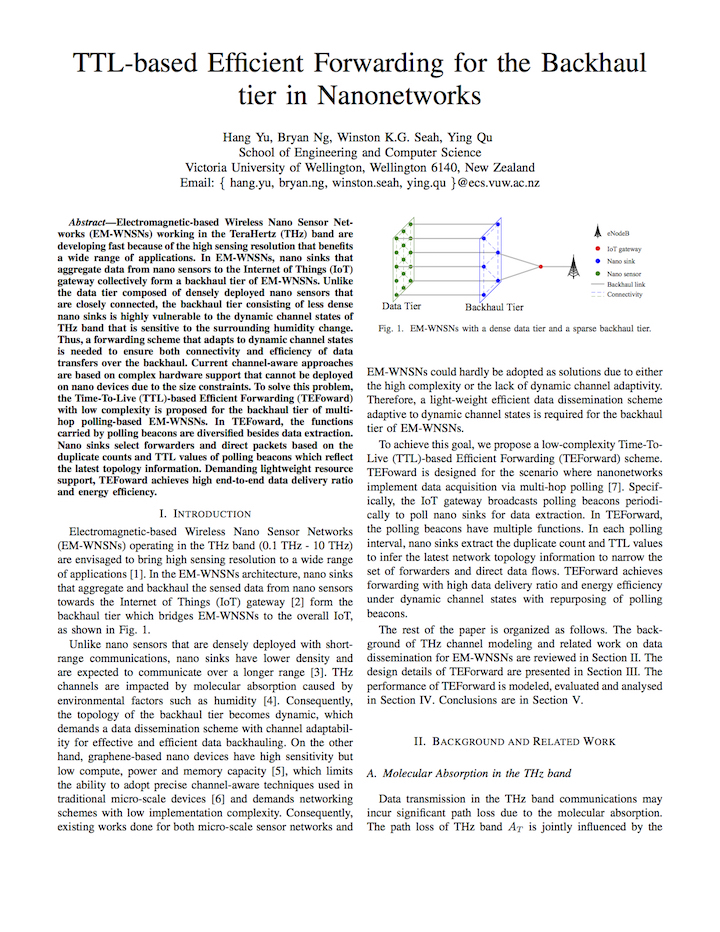 TTL-based Efficient Forwarding for the Backhaul
tier in Nanonetworks
Hang Yu, Bryan Ng, Winston K.G. Seah, Ying Qu
School of Engineering and Computer Science
Victoria University of Wellington, Wellington 6140, New Zealand
Email: { hang.yu, bryan.ng, winston.seah, ying.qu }@ecs.vuw.ac.nz
Abstract—Electromagnetic-based Wireless Nano Sensor Net-
works (EM-WNSNs) working in the TeraHertz (THz) band are
developing fast because of the high sensing resolution that benefits
a wide range of applications. In EM-WNSNs, nano sinks that
aggregate data from nano sensors to the Internet of Things (IoT)
gateway collectively form a backhaul tier of EM-WNSNs. Unlike
the data tier composed of densely deployed nano sensors that
are closely connected, the backhaul tier consisting of less dense
nano sinks is highly vulnerable to the dynamic channel states of
THz band that is sensitive to the surrounding humidity change.
Thus, a forwarding scheme that adapts to dynamic channel states
is needed to ensure both connectivity and efficiency of data
transfers over the backhaul. Current channel-aware approaches
are based on complex hardware support that cannot be deployed
on nano devices due to the size constraints. To solve this problem,
the Time-To-Live (TTL)-based Efficient Forwarding (TEFoward)
with low complexity is proposed for the backhaul tier of multi-
hop polling-based EM-WNSNs. In TEFoward, the functions
carried by polling beacons are diversified besides data extraction.
Nano sinks select forwarders and direct packets based on the
duplicate counts and TTL values of polling beacons which reflect
the latest topology information. Demanding lightweight resource
support, TEFoward achieves high end-to-end data delivery ratio
and energy efficiency.
I. INTRODUCTION
Electromagnetic-based Wireless Nano Sensor Networks
(EM-WNSNs) operating in the THz band (0.1 THz - 10 THz)
are envisaged to bring high sensing resolution to a wide range
of applications [1]. In the EM-WNSNs architecture, nano sinks
that aggregate and backhaul the sensed data from nano sensors
towards the Internet of Things (IoT) gateway [2] form the
backhaul tier which bridges EM-WNSNs to the overall IoT,
as shown in Fig. 1.
Unlike nano sensors that are densely deployed with short-
range communications, nano sinks have lower density and
are expected to communicate over a longer range [3]. THz
channels are impacted by molecular absorption caused by
environmental factors such as humidity [4]. Consequently,
the topology of the backhaul tier becomes dynamic, which
demands a data dissemination scheme with channel adaptabil-
ity for effective and efficient data backhauling. On the other
hand, graphene-based nano devices have high sensitivity but
low compute, power and memory capacity [5], which limits
the ability to adopt precise channel-aware techniques used in
traditional micro-scale devices [6] and demands networking
schemes with low implementation complexity. Consequently,
existing works done for both micro-scale sensor networks and
eNodeB
IoT gateway
Nano sink
Nano sensor
Backhaul link
Connectivity
Data Tier
Backhaul Tier
Fig. 1. EM-WNSNs with a dense data tier and a sparse backhaul tier.
EM-WNSNs could hardly be adopted as solutions due to either
the high complexity or the lack of dynamic channel adaptivity.
Therefore, a light-weight efficient data dissemination scheme
adaptive to dynamic channel states is required for the backhaul
tier of EM-WNSNs.
To achieve this goal, we propose a low-complexity Time-To-
Live (TTL)-based Efficient Forwarding (TEForward) scheme.
TEFoward is designed for the scenario where nanonetworks
implement data acquisition via multi-hop polling [7]. Specif-
ically, the IoT gateway broadcasts polling beacons periodi-
cally to poll nano sinks for data extraction. In TEForward,
the polling beacons have multiple functions. In each polling
interval, nano sinks extract the duplicate count and TTL values
to infer the latest network topology information to narrow the
set of forwarders and direct data flows. TEForward achieves
forwarding with high data delivery ratio and energy efficiency
under dynamic channel states with repurposing of polling
beacons.
The rest of the paper is organized as follows. The back-
ground of THz channel modeling and related work on data
dissemination for EM-WNSNs are reviewed in Section II. The
design details of TEForward are presented in Section III. The
performance of TEForward is modeled, evaluated and analysed
in Section IV. Conclusions are in Section V.
II. BACKGROUND AND RELATED WORK
A. Molecular Absorption in the THz band
Data transmission in the THz band communications may
incur significant path loss due to the molecular absorption.
The path loss of THz band A_T is jointly influenced by the